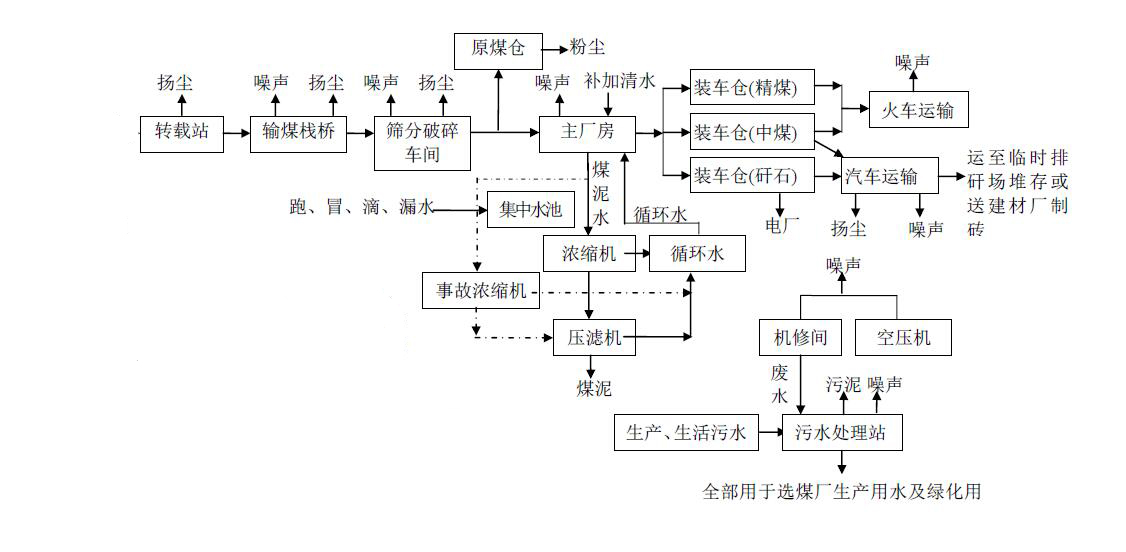 原煤仓
粉尘
扬尘
噪声
扬尘
噪声
扬尘
噪声
补加清水
噪声
装车仓(精煤)
火车运输
转载站
输煤栈桥
筛分破碎
车间
主厂房
装车仓(中煤)
煤泥水
装车仓(矸石)
汽车运输
运至临时排
矸场堆存或
送建材厂制
砖
跑、冒、滴、漏水
集中水池
循环水
电厂
扬尘
噪声
浓缩机
循环水
噪声
事故浓缩机
压滤机
机修间
空压机
煤泥
废水
污泥
噪声
生产、生活污水
污水处理站
全部用于选煤厂生产用水及绿化用